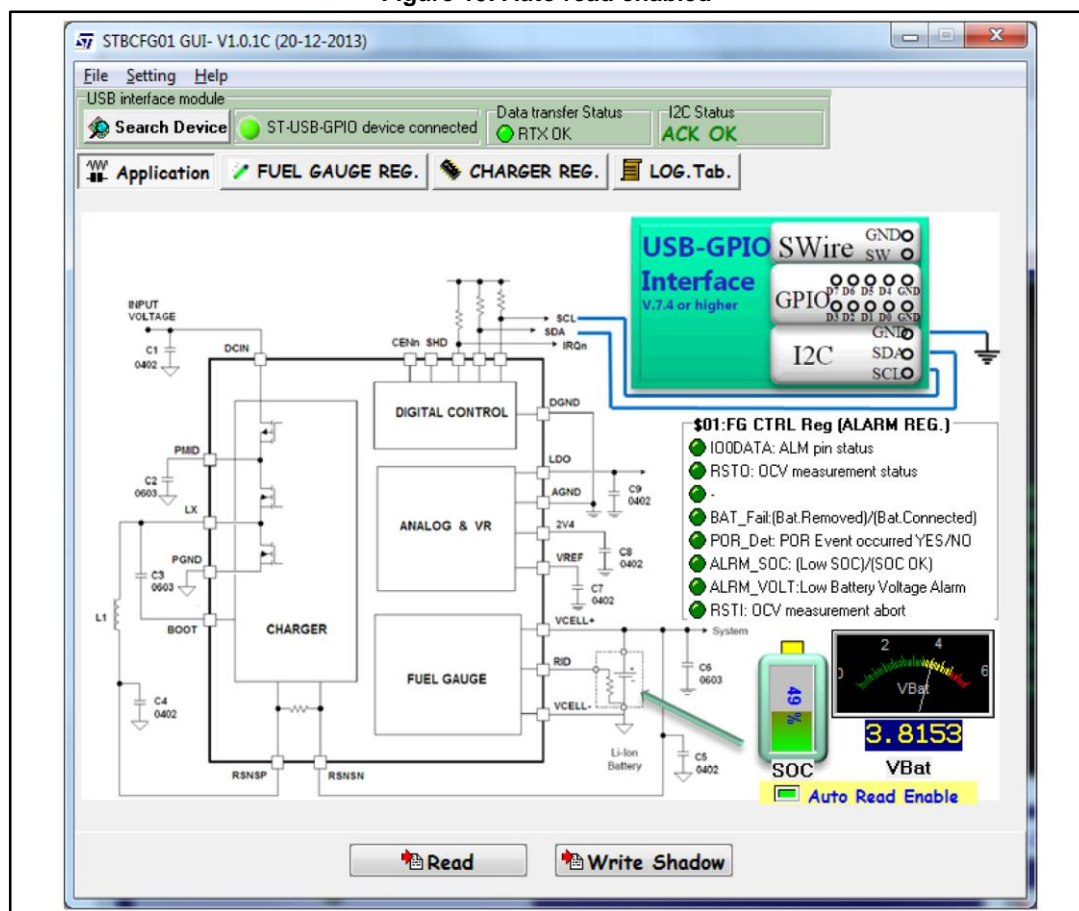 Figure 16. Auto read enabled
STBCFG01 GUI- V1.0.1C (20-12-2013)
File Setting Help
USB interface module
Search Device
ST-USB-GPIO device connected
Data transfer Status
RTX OK
I2C Status
ACK OK
Application
FUEL GAUGE REG.
CHARGER REG.
LOG.Tab.
USB-GPIO
Interface
V.7.4 or higher
SWire
GND
SW
GPIO
D7 D6 D5 D4 GND
D3 D2 D1 D0 GND
I2C
GND
SDA
SCL
INPUT
VOLTAGE
C1
0402
DCIN
CENn SHD
SCL
SDA
IRQn
DIGITAL CONTROL
DGND
PMID
C2
0603
LX
LDO
C9
0402
AGND
ANALOG & VR
2V4
C8
0402
PGND
VREF
C7
0402
C3
0603
L1
BOOT
CHARGER
VCELL+
System
FUEL GAUGE
RID
C6
0603
VCELL-
C4
0402
Li-Ion
Battery
C5
0402
RSNSP
RSNSN
$01:FG CTRL Reg (ALARM REG.)
IO0DATA: ALM pin status
RSTO: OCV measurement status
-
BAT_Fail:(Bat.Removed)/(Bat.Connected)
POR_Det: POR Event occurred YES/NO
ALRM_SOC: (Low SOC)/(SOC OK)
ALRM_VOLT:Low Battery Voltage Alarm
RSTI: OCV measurement abort
49 %
SOC
0 2 4 6
VBat
3.8153
VBat
Auto Read Enable
Read
Write Shadow